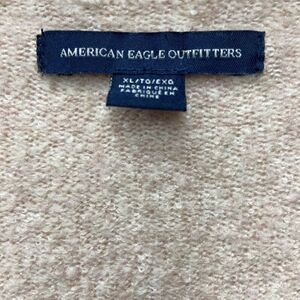 AMERICAN EAGLE OUTFITTERS
XL/TG/EXG
MADE IN CHINA
FABRIQUÉ EN
CHINE